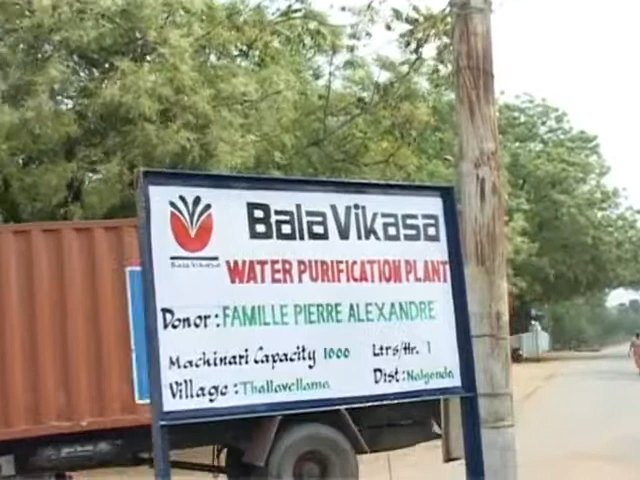 Bala Vikasa
Bala Vikasa
WATER PURIFICATION PLANT
Donor : FAMILLE PIERRE ALEXANDRE
Machinari Capacity 1000 Ltrs/Hr. 1
Village : Thallavellama Dist : Nalgonda